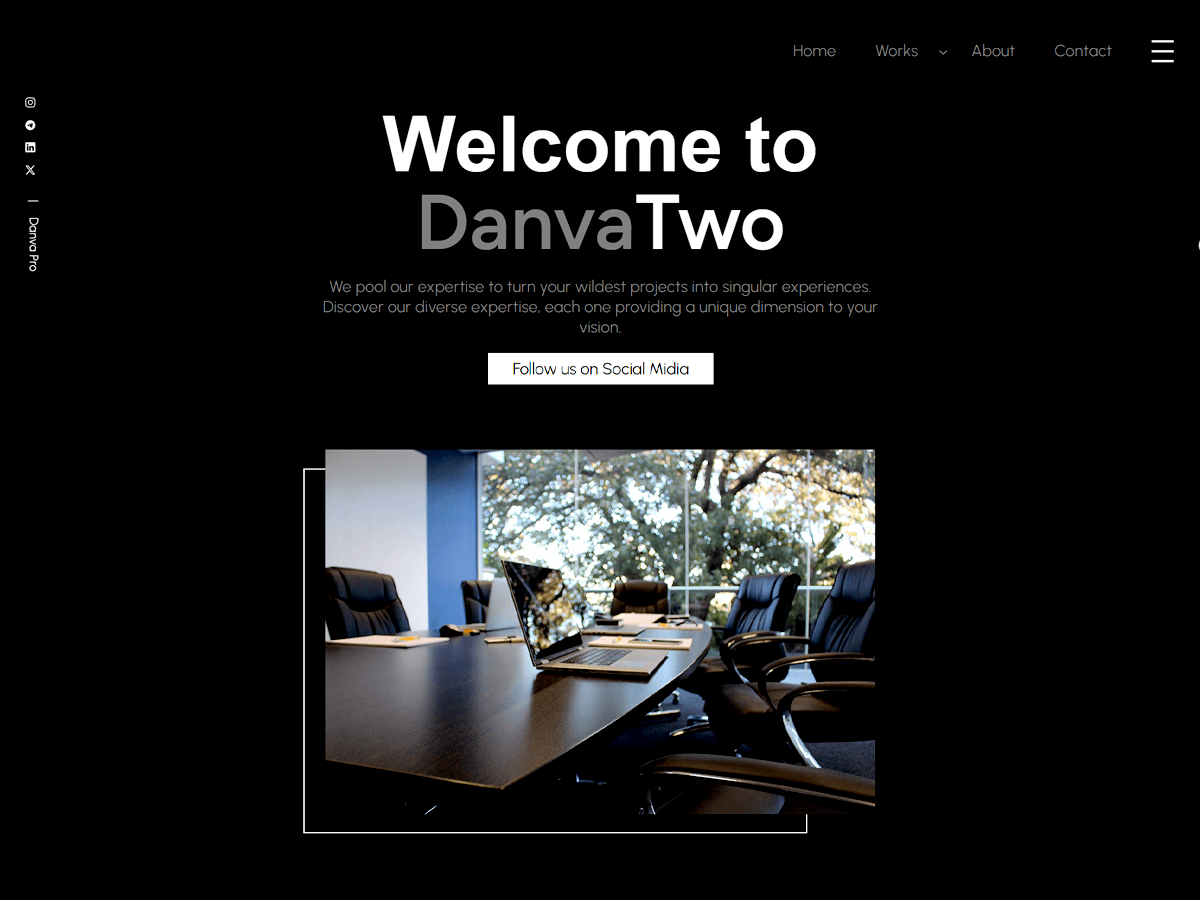 Home Works About Contact
Welcome to
DanvaTwo
We pool our expertise to turn your wildest projects into singular experiences.
Discover our diverse expertise, each one providing a unique dimension to your
vision.
Follow us on Social Midia
Danva Pro